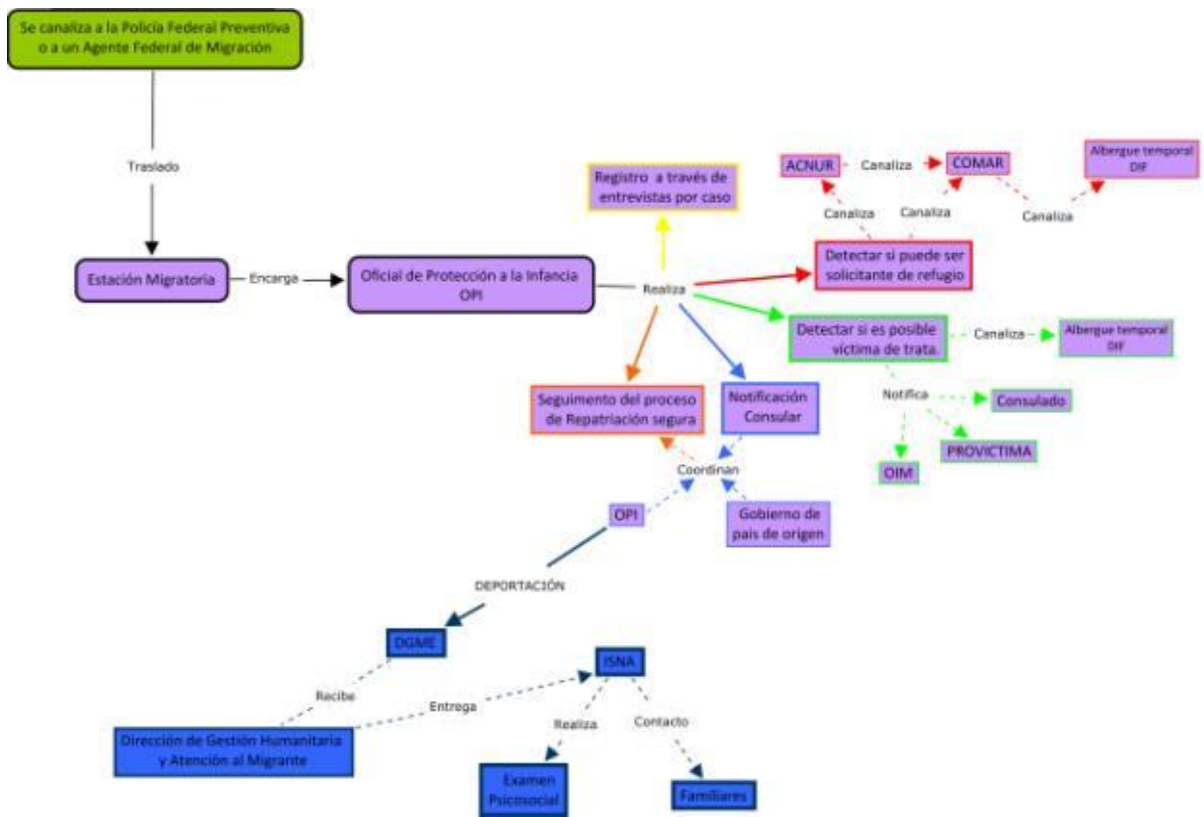 Se canaliza a la Policía Federal Preventiva
o a un Agente Federal de Migración
Traslado
Estación Migratoria
Encarga
Oficial de Protección a la Infancia
OPI
Realiza
Registro a través de
entrevistas por caso
ACNUR
Canaliza
COMAR
Albergue temporal
DIF
Canaliza
Canaliza
Canaliza
Detectar si puede ser
solicitante de refugio
Detectar si es posible
víctima de trata.
Canaliza
Albergue temporal
DIF
Notifica
Consulado
PROVICTIMA
OIM
Seguimento del proceso
de Repatriación segura
Notificación
Consular
Coordinan
OPI
Gobierno de
país de origen
DEPORTACIÓN
DGME
Recibe
Dirección de Gestión Humanitaria
y Atención al Migrante
Entrega
ISNA
Realiza
Contacto
Examen
Psicosocial
Familiares